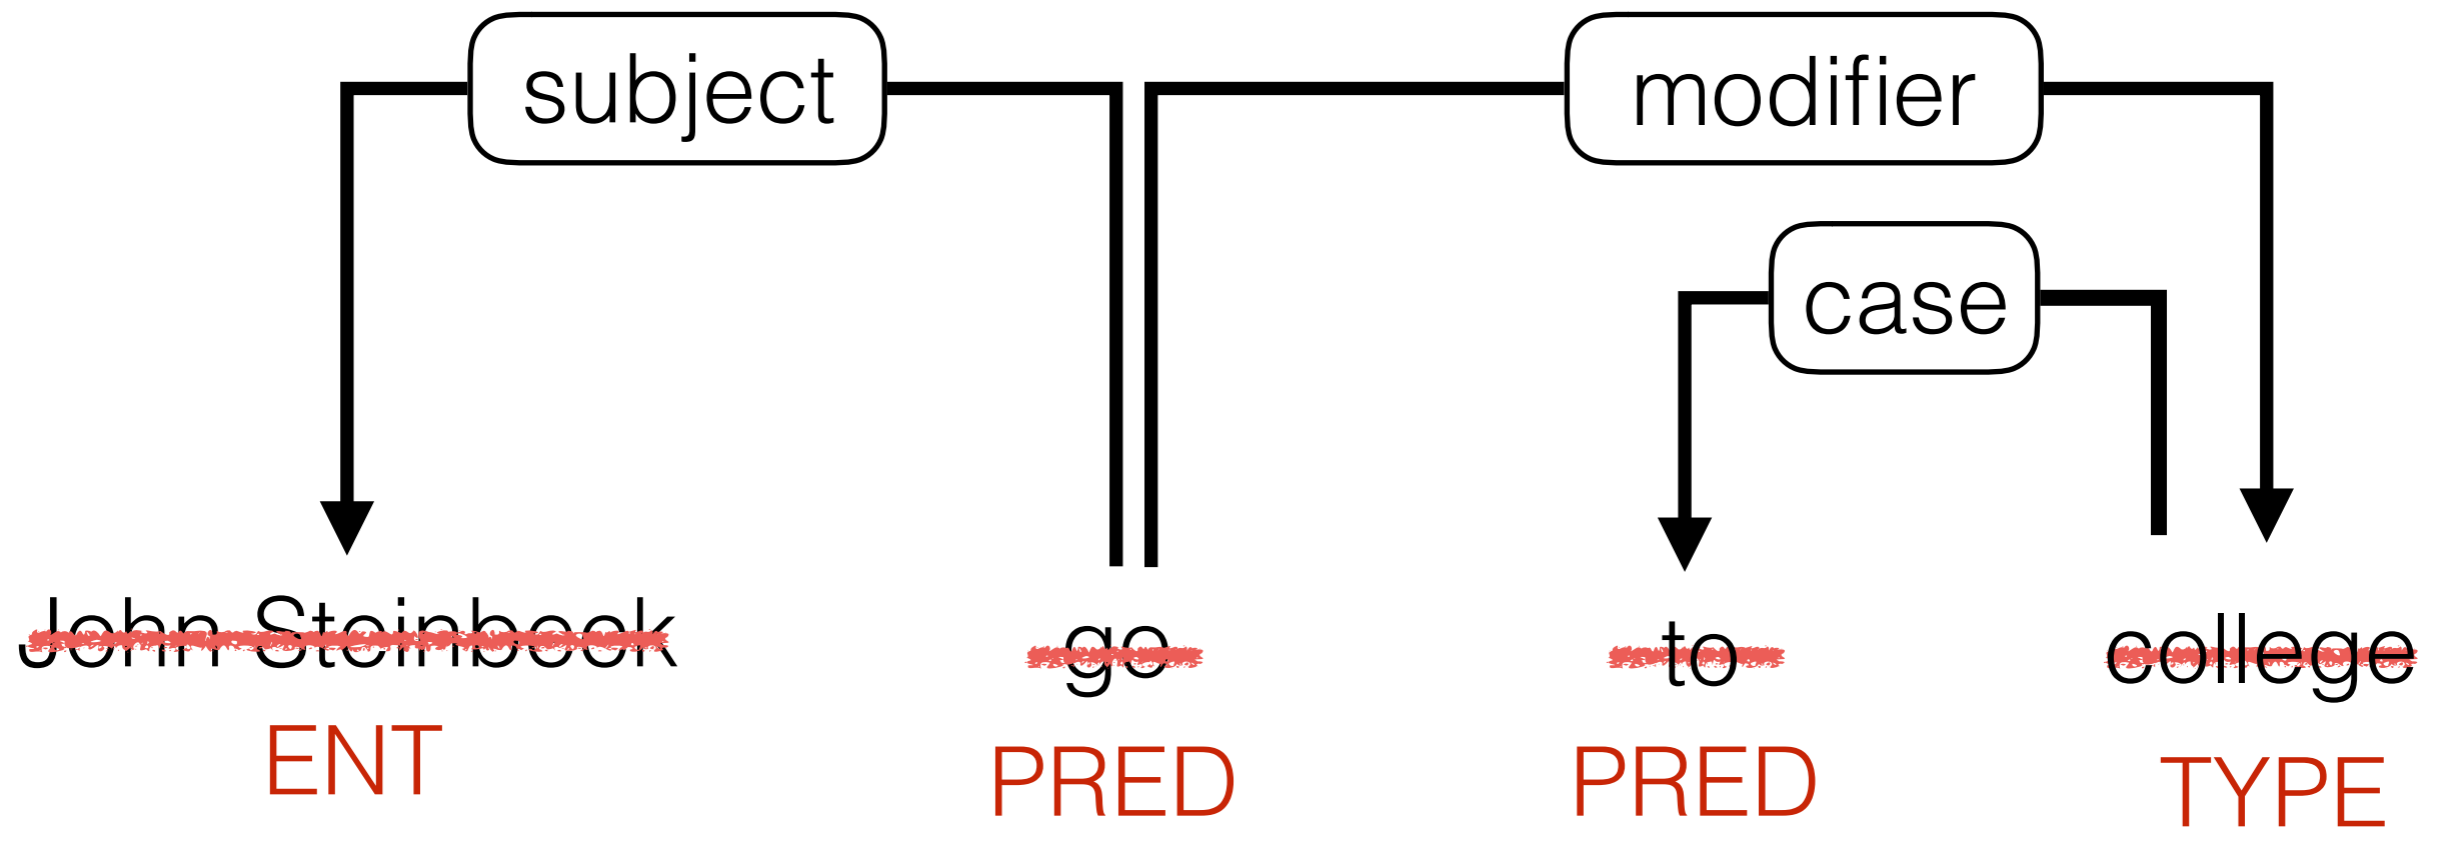 subject modifier
case
John Steinbeck go to college
ENT PRED PRED TYPE